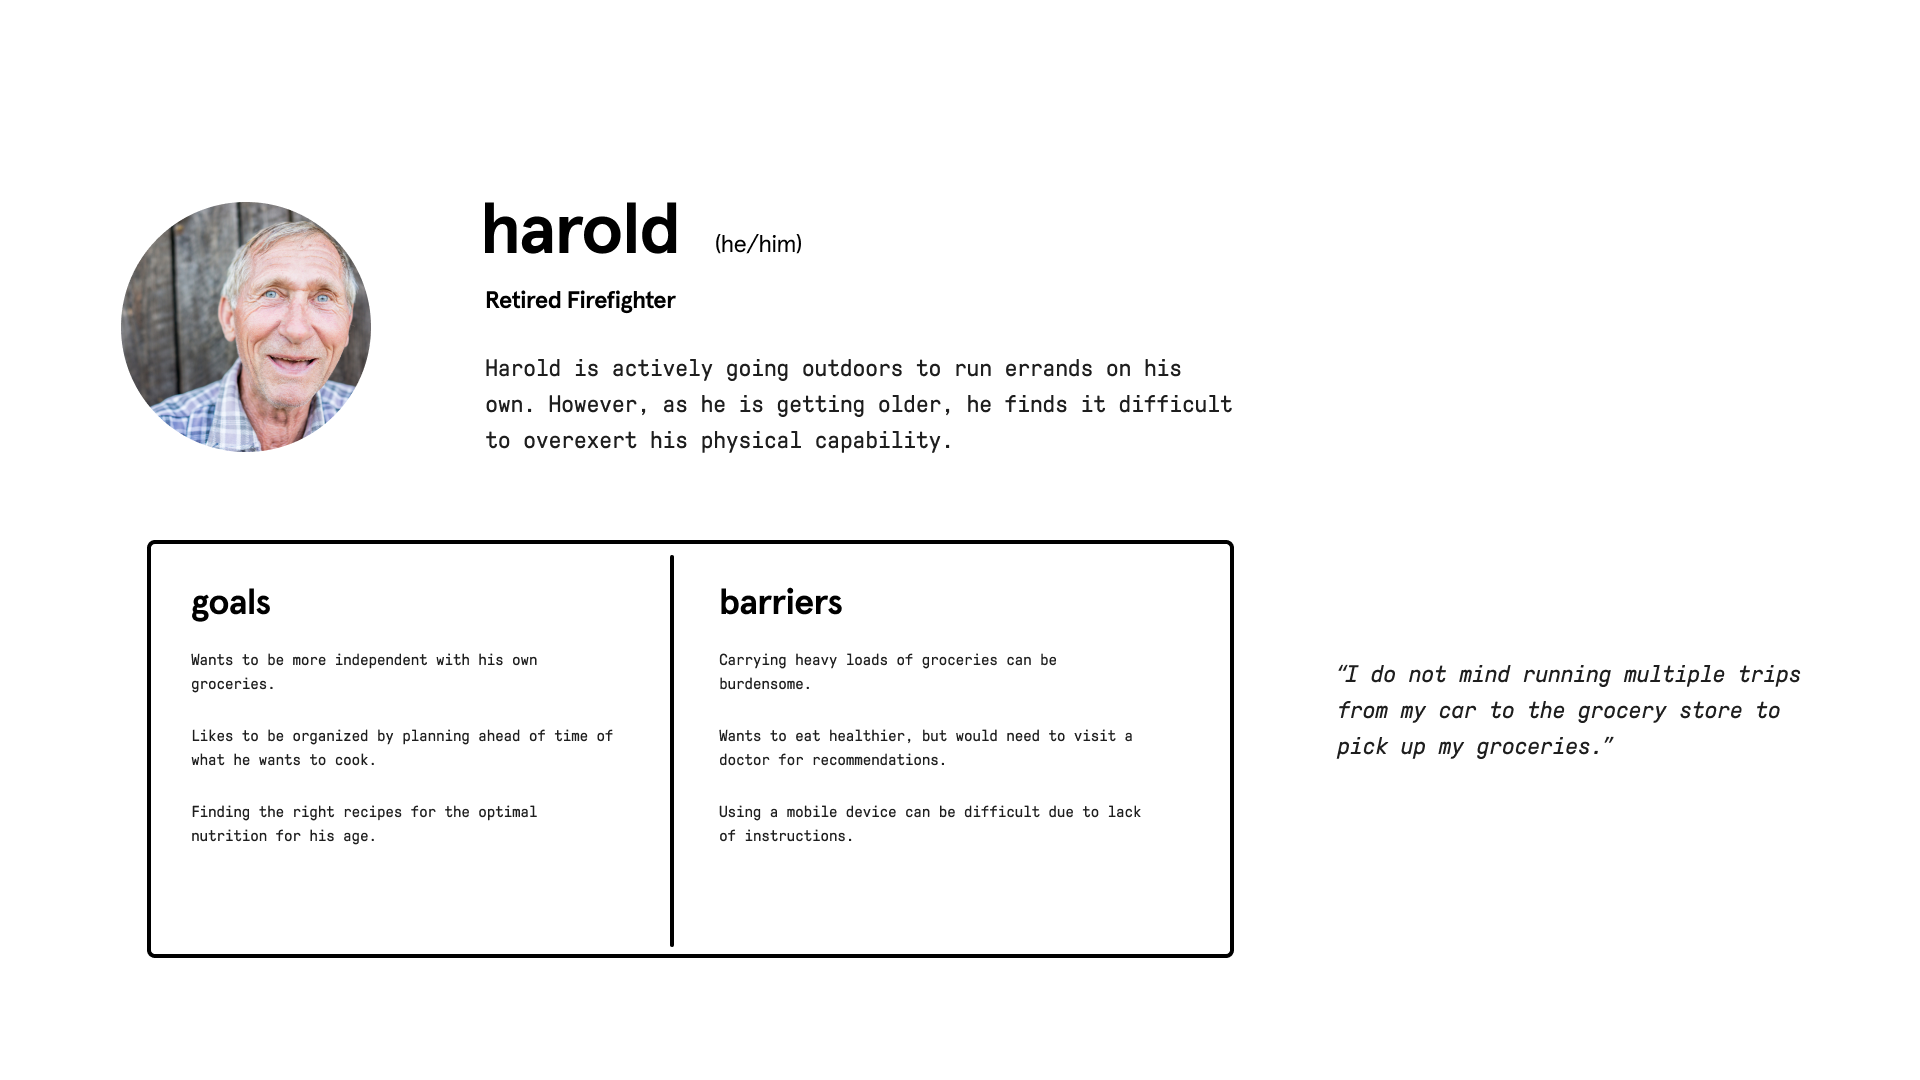 harold (he/him)
Retired Firefighter
Harold is actively going outdoors to run errands on his
own. However, as he is getting older, he finds it difficult
to overexert his physical capability.
goals
Wants to be more independent with his own
groceries.
Likes to be organized by planning ahead of time of
what he wants to cook.
Finding the right recipes for the optimal
nutrition for his age.
barriers
Carrying heavy loads of groceries can be
burdensome.
Wants to eat healthier, but would need to visit a
doctor for recommendations.
Using a mobile device can be difficult due to lack
of instructions.
“I do not mind running multiple trips
from my car to the grocery store to
pick up my groceries.”